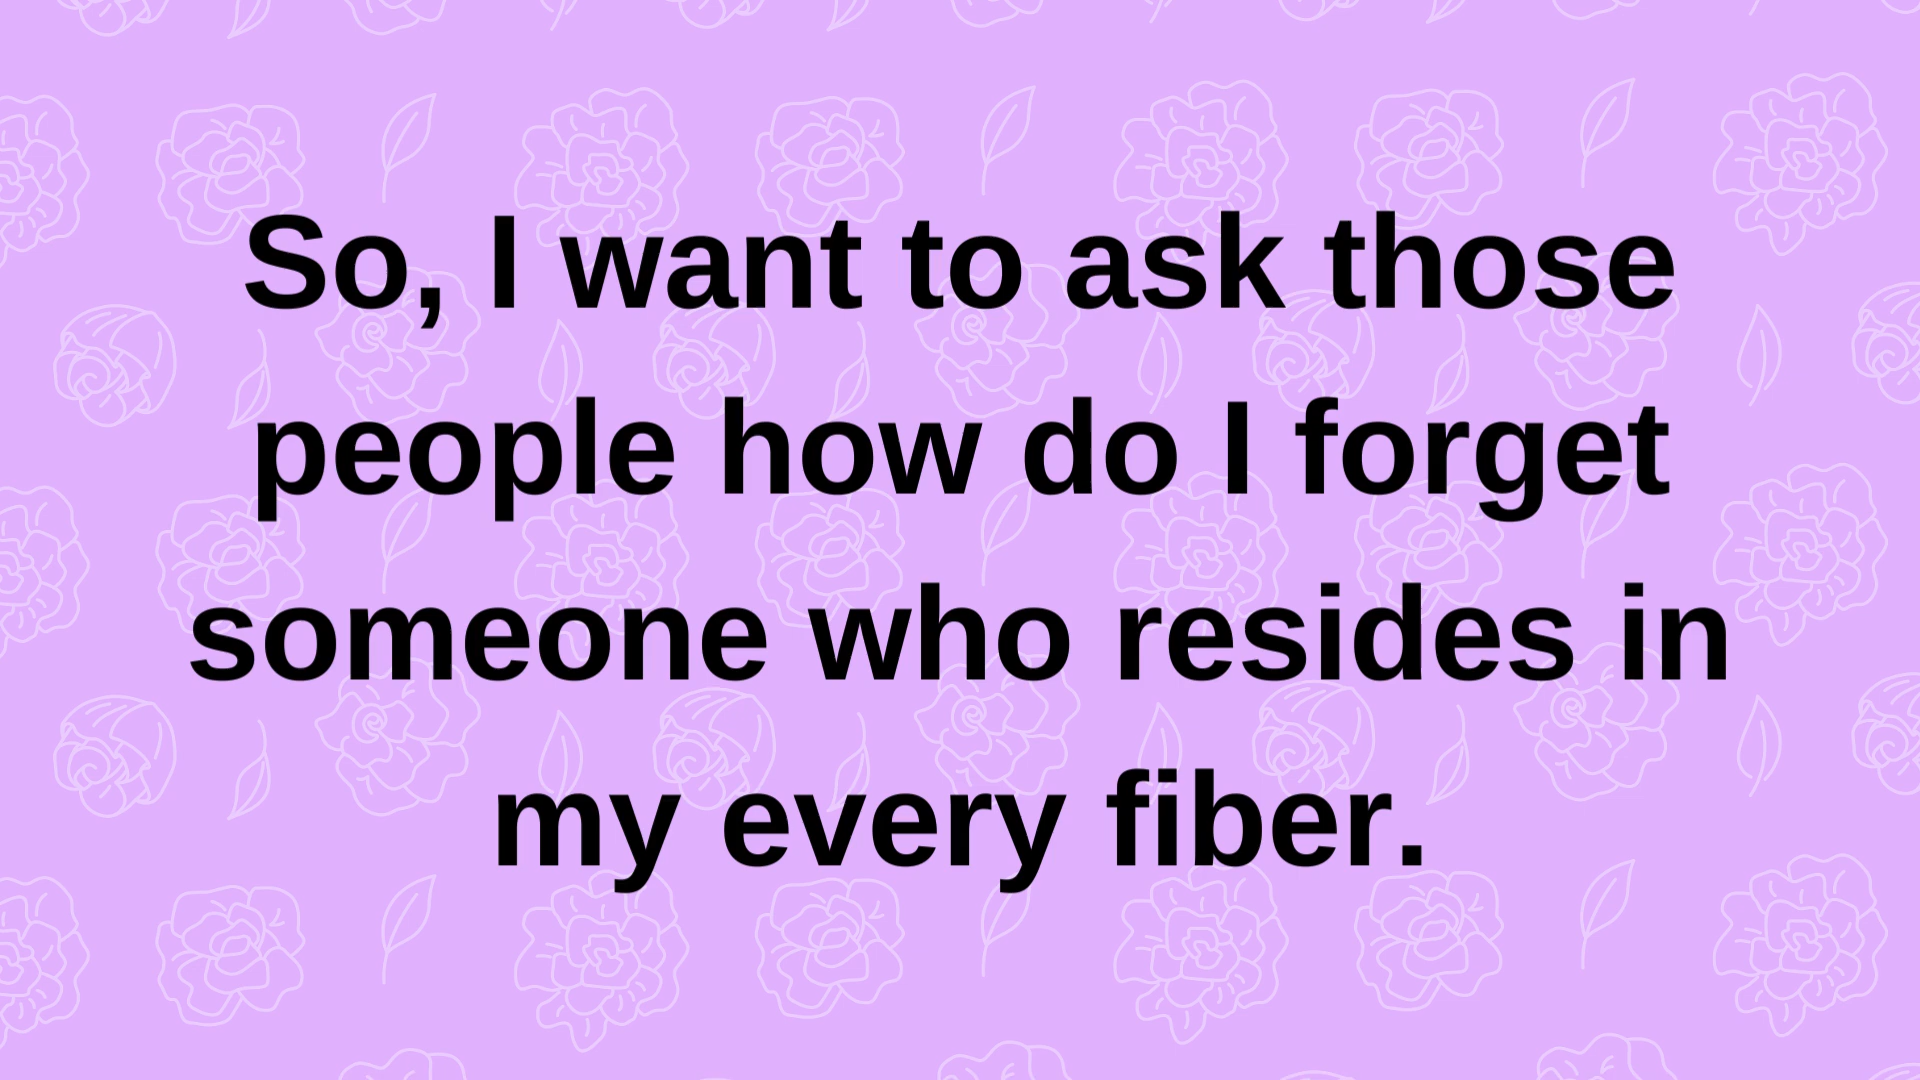 So, I want to ask those
people how do I forget
someone who resides in
my every fiber.